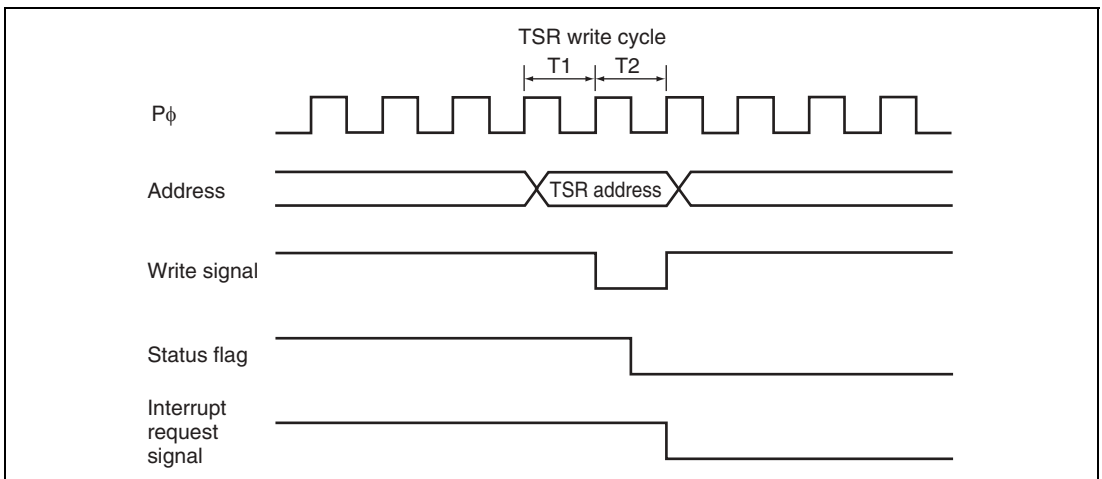 TSR write cycle
T1 T2
Pϕ
Address
TSR address
Write signal
Status flag
Interrupt
request
signal